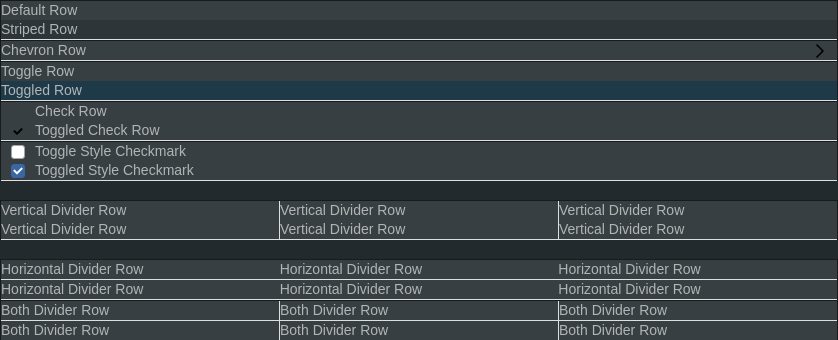 Default Row
Striped Row
Chevron Row
Toggle Row
Toggled Row
Check Row
Toggled Check Row
Toggle Style Checkmark
Toggled Style Checkmark
Vertical Divider Row Vertical Divider Row Vertical Divider Row
Vertical Divider Row Vertical Divider Row Vertical Divider Row
Horizontal Divider Row Horizontal Divider Row Horizontal Divider Row
Horizontal Divider Row Horizontal Divider Row Horizontal Divider Row
Both Divider Row Both Divider Row Both Divider Row
Both Divider Row Both Divider Row Both Divider Row